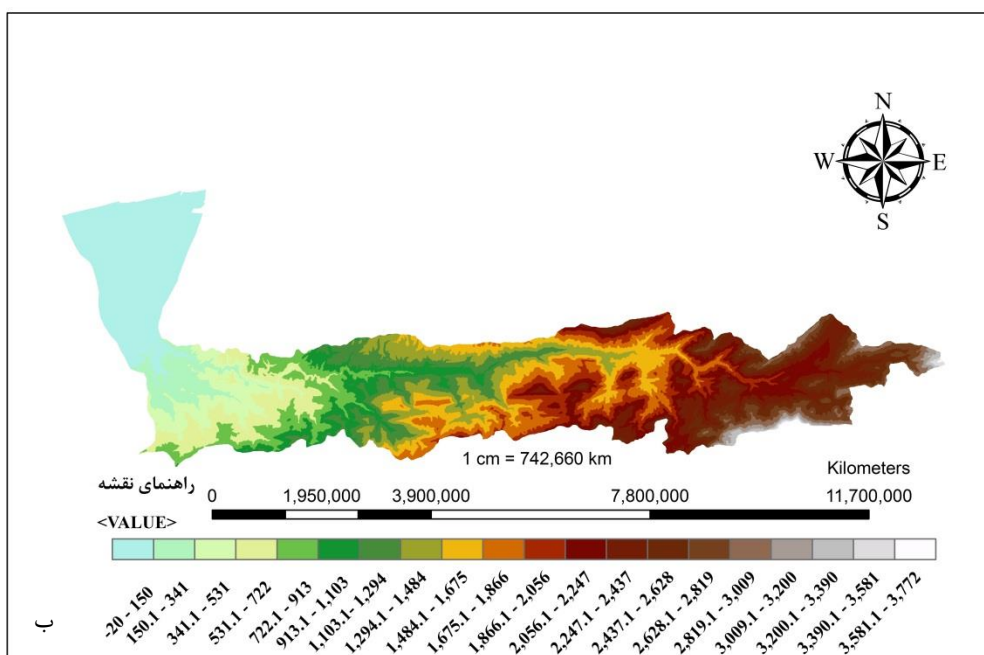 N
W E
S
1 cm = 742,660 km
Kilometers
راهنمای نقشه
0 1,950,000 3,900,000 7,800,000 11,700,000
<VALUE>
-20 - 150
150.1 - 341
341.1 - 531
531.1 - 722
722.1 - 913
913.1 - 1,103
1,103.1 - 1,294
1,294.1 - 1,484
1,484.1 - 1,675
1,675.1 - 1,866
1,866.1 - 2,056
2,056.1 - 2,247
2,247.1 - 2,437
2,437.1 - 2,628
2,628.1 - 2,819
2,819.1 - 3,009
3,009.1 - 3,200
3,200.1 - 3,390
3,390.1 - 3,581
3,581.1 - 3,772
ب